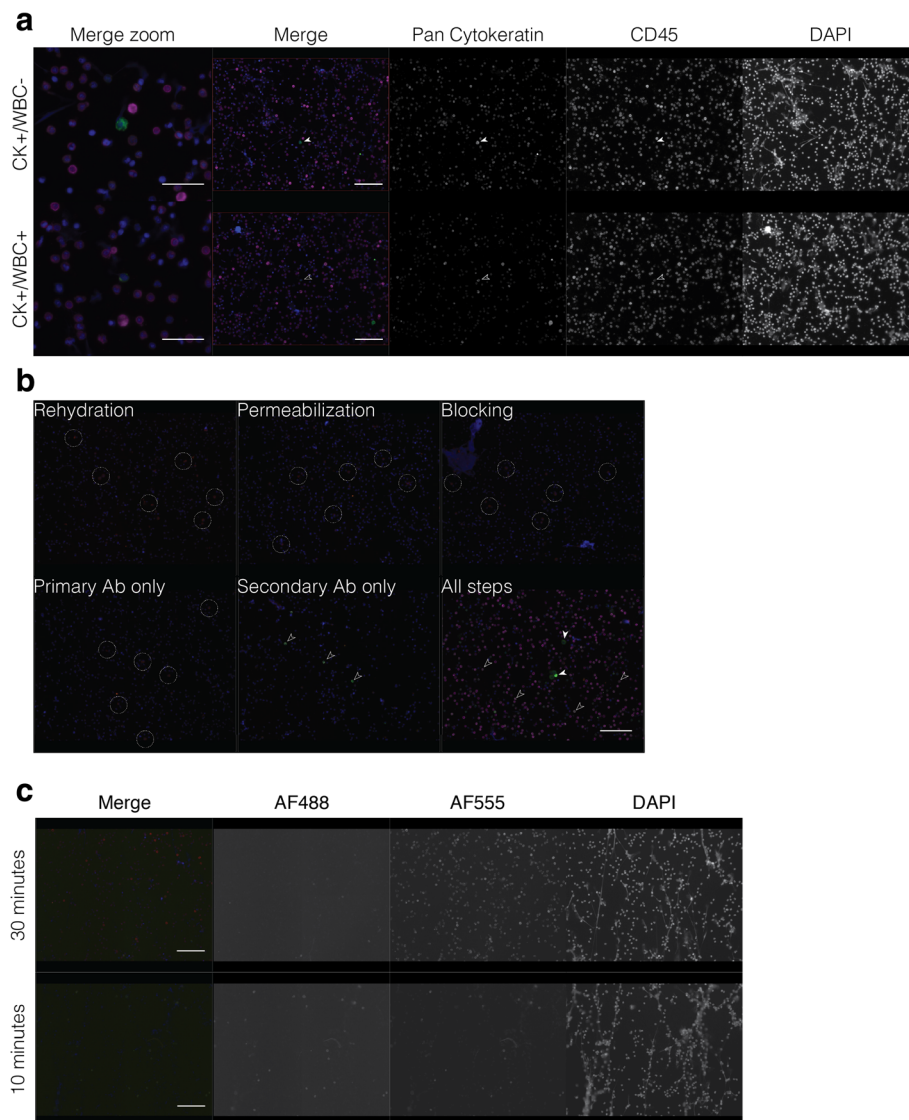 a
Merge zoom Merge Pan Cytokeratin CD45 DAPI
CK+/WBC-
CK+/WBC+
b
Rehydration Permeabilization Blocking
Primary Ab only Secondary Ab only All steps
c
Merge AF488 AF555 DAPI
30 minutes
10 minutes